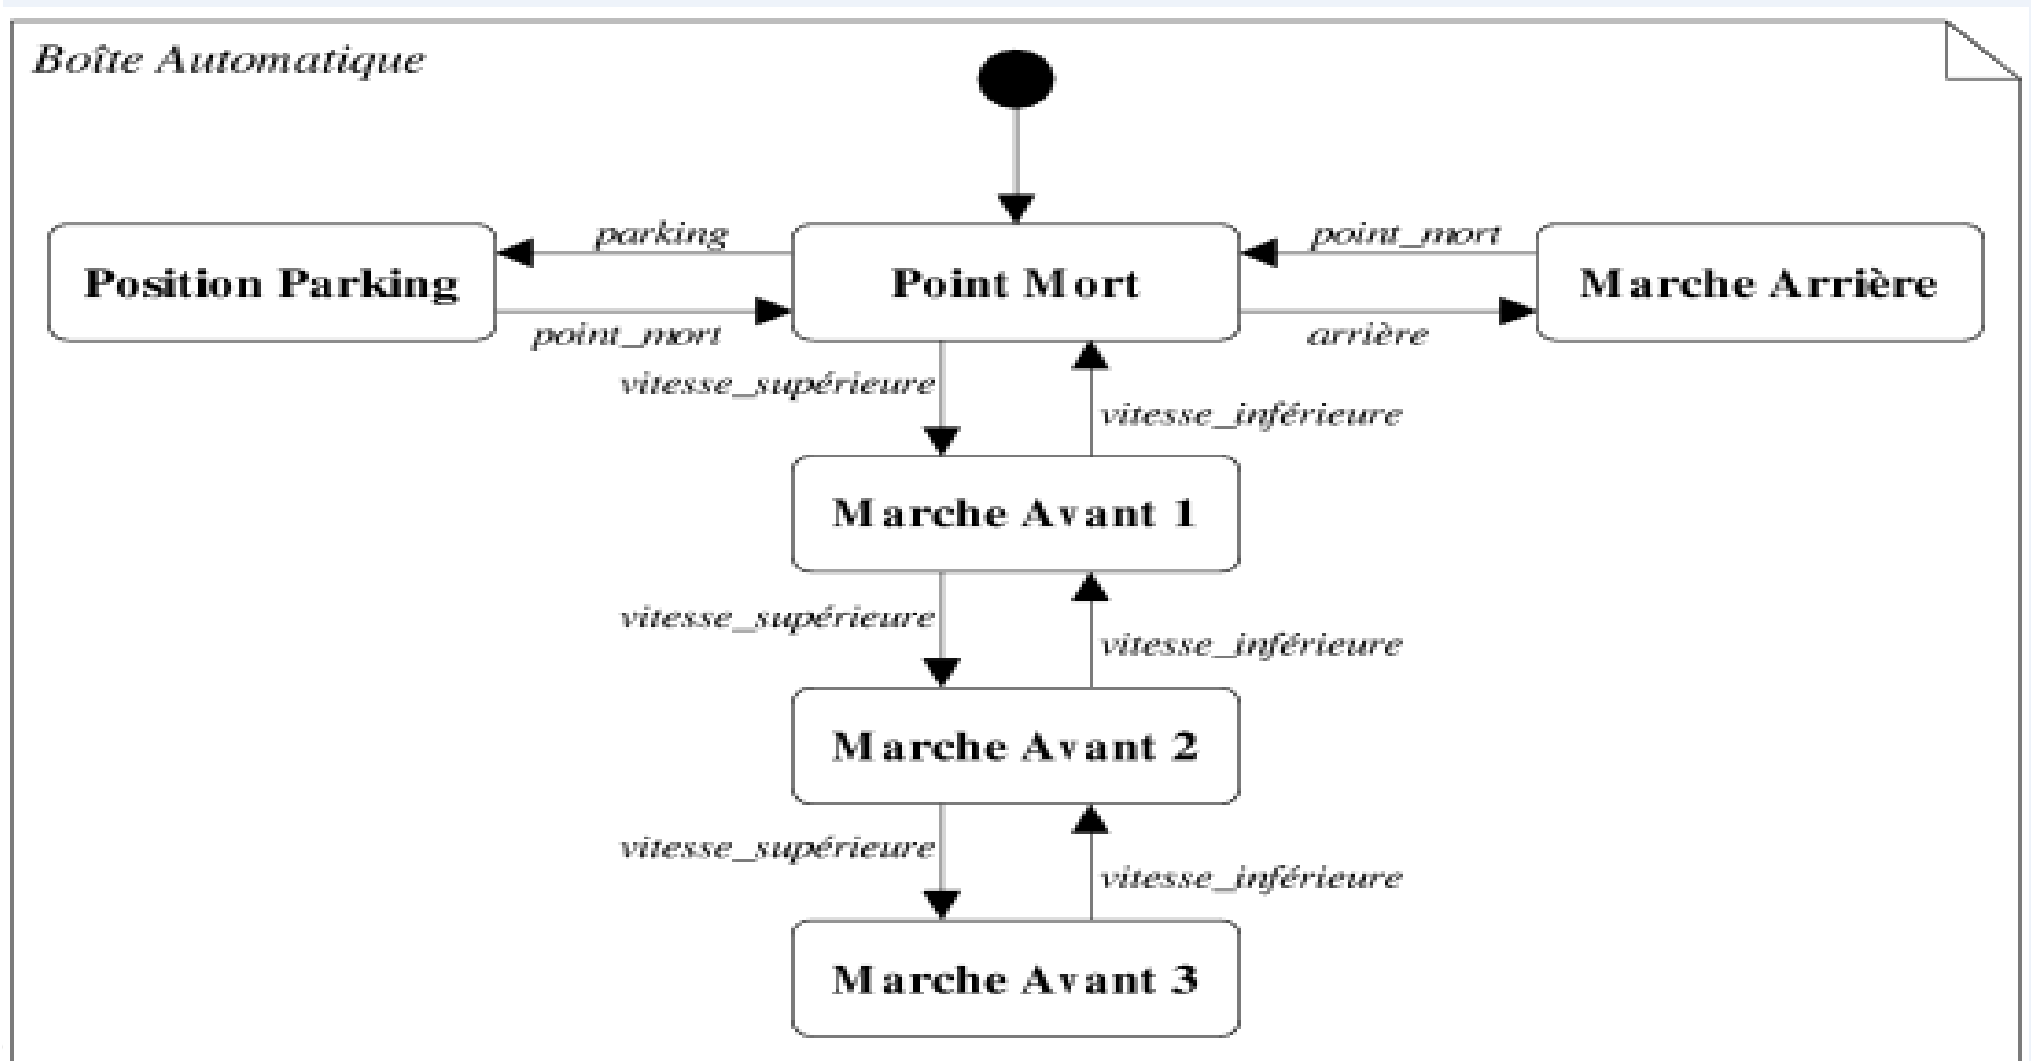 Boîte Automatique
parking
point_mort
Position Parking
Point Mort
Marche Arrière
point_mort
arrière
vitesse_supérieure
vitesse_inférieure
Marche Avant 1
vitesse_supérieure
vitesse_inférieure
Marche Avant 2
vitesse_supérieure
vitesse_inférieure
Marche Avant 3